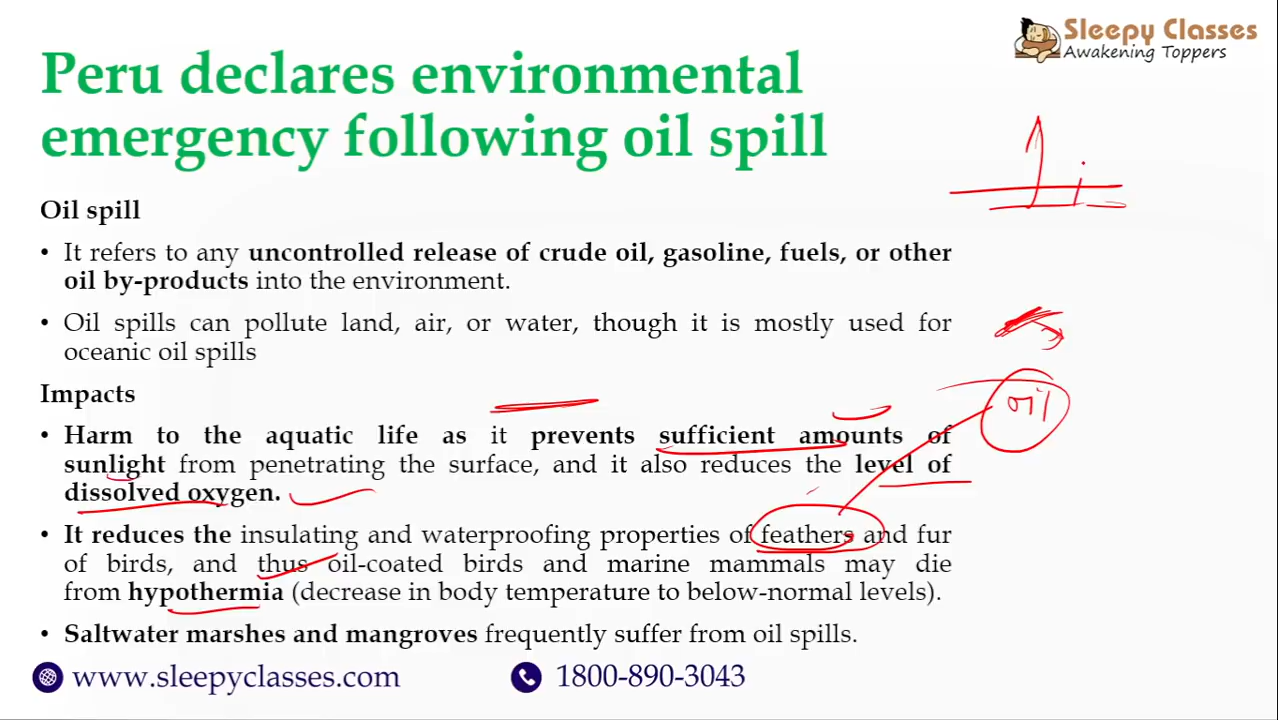 Sleepy Classes
Awakening Toppers
Peru declares environmental
emergency following oil spill
Oil spill
• It refers to any uncontrolled release of crude oil, gasoline, fuels, or other
oil by-products into the environment.
• Oil spills can pollute land, air, or water, though it is mostly used for
oceanic oil spills
Impacts
oil
• Harm to the aquatic life as it prevents sufficient amounts of
sunlight from penetrating the surface, and it also reduces the level of
dissolved oxygen.
• It reduces the insulating and waterproofing properties of feathers and fur
of birds, and thus oil-coated birds and marine mammals may die
from hypothermia (decrease in body temperature to below-normal levels).
• Saltwater marshes and mangroves frequently suffer from oil spills.
www.sleepyclasses.com 1800-890-3043